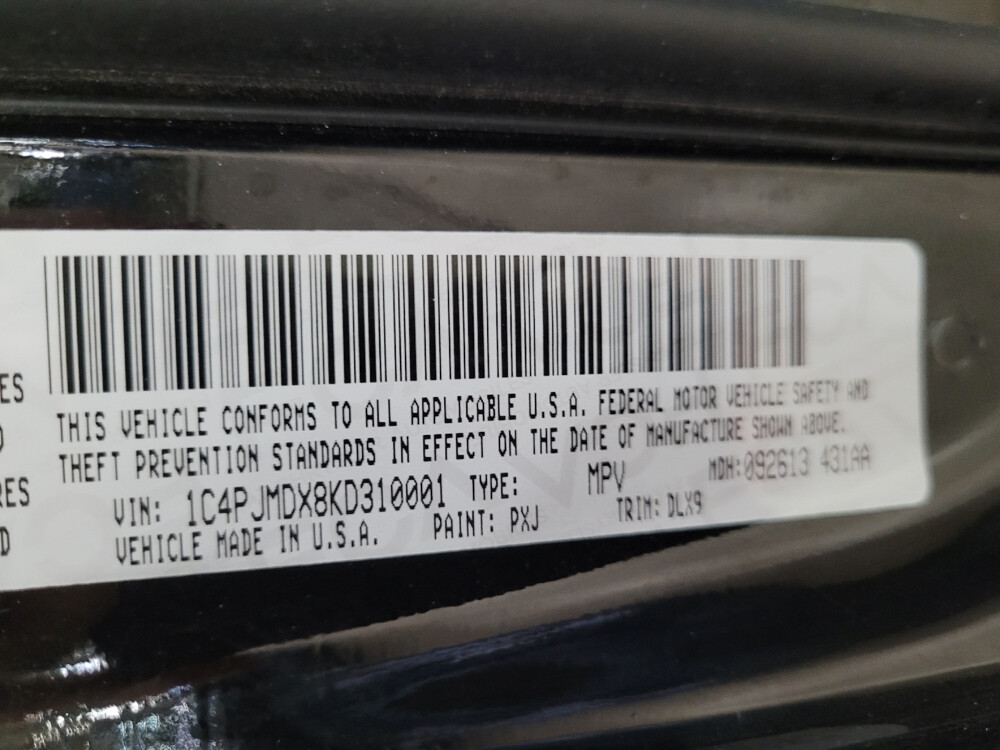 ES
THIS VEHICLE CONFORMS TO ALL APPLICABLE U.S.A. FEDERAL MOTOR VEHICLE SAFETY AND
THEFT PREVENTION STANDARDS IN EFFECT ON THE DATE OF MANUFACTURE SHOWN ABOVE.
RES
VIN: 1C4PJMDX8KD310001 TYPE: MPV MDH:092613 431AA
VEHICLE MADE IN U.S.A. PAINT: PXJ TRIM: DLX9